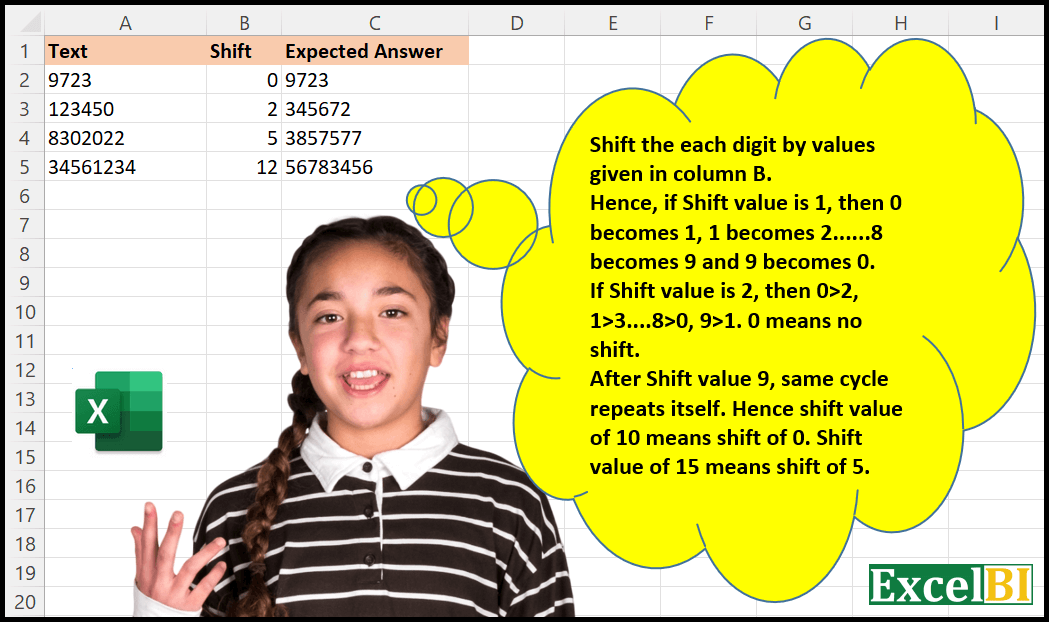 A B C D E F G H I
1 Text Shift Expected Answer
2 9723 0 9723
3 123450 2 345672
4 8302022 5 3857577
5 34561234 12 56783456
6
7
8
9
10
11
12
13
14
15
16
17
18
19
20
Shift the each digit by values
given in column B.
Hence, if Shift value is 1, then 0
becomes 1, 1 becomes 2......8
becomes 9 and 9 becomes 0.
If Shift value is 2, then 0>2,
1>3....8>0, 9>1. 0 means no
shift.
After Shift value 9, same cycle
repeats itself. Hence shift value
of 10 means shift of 0. Shift
value of 15 means shift of 5.
X
ExcelBI